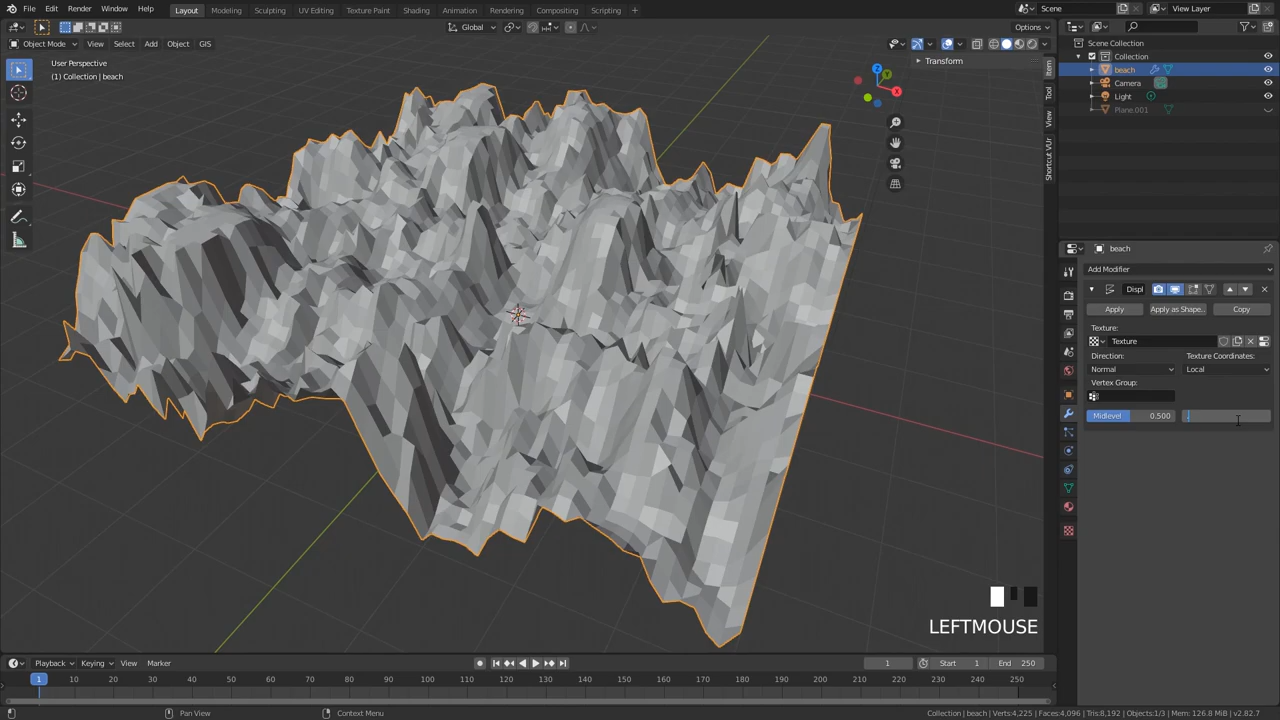 File Edit Render Window Help Layout Modeling Sculpting UV Editing Texture Paint Shading Animation Rendering Compositing Scripting + Scene View Layer
Global Options
Object Mode View Select Add Object GIS
User Perspective
(1) Collection | beach
Transform
Z
Y
X
Item
Tool
View
Shortcut VUr
Scene Collection
Collection
beach
Camera
Light
Plane.001
beach
Add Modifier
Displ
Apply Apply as Shape.. Copy
Texture:
Texture
Direction: Texture Coordinates:
Normal Local
Vertex Group:
Midlevel 0.500
LEFTMOUSE
Playback Keying View Marker 1 Start 1 End 250
1 10 20 30 40 50 60 70 80 90 100 110 120 130 140 150 160 170 180 190 200 210 220 230 240 250
Pan View Context Menu Collection | beach | Verts:4,225 | Faces:4,096 | Tris:8,192 | Objects:1/3 | Mem: 126.8 MiB | v2.82.7